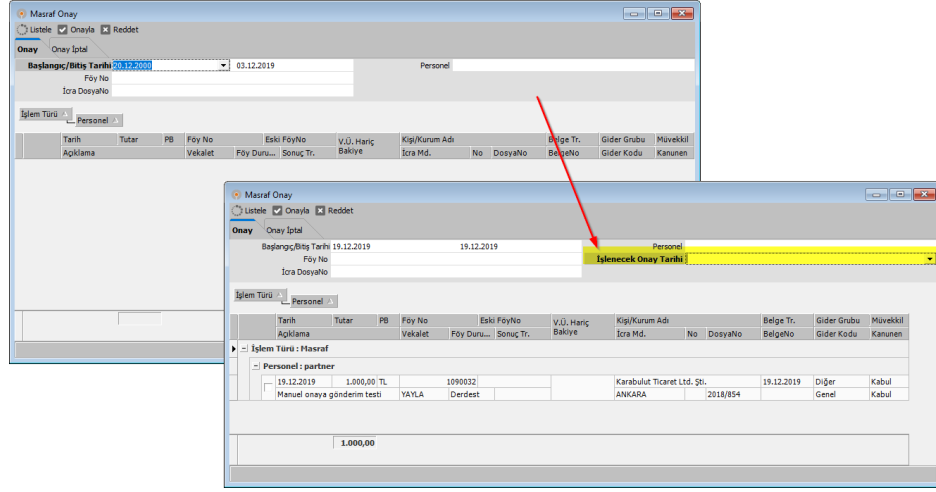 Masraf Onay
Listele Onayla Reddet
Onay Onay İptal
Başlangıç/Bitiş Tarihi 20.12.2000 03.12.2019 Personel
Föy No
İcra DosyaNo
İşlem Türü
Personel
Tarih Tutar PB Föy No Eski FöyNo V.Ü. Hariç Kişi/Kurum Adı Belge Tr. Gider Grubu Müvekkil
Açıklama Vekalet Föy Duru... Sonuç Tr. Bakiye İcra Md. No DosyaNo BelgeNo Gider Kodu Kanunen
Masraf Onay
Listele Onayla Reddet
Onay Onay İptal
Başlangıç/Bitiş Tarihi 19.12.2019 19.12.2019 Personel
Föy No İşlenecek Onay Tarihi
İcra DosyaNo
İşlem Türü
Personel
Tarih Tutar PB Föy No Eski FöyNo V.Ü. Hariç Kişi/Kurum Adı Belge Tr. Gider Grubu Müvekkil
Açıklama Vekalet Föy Duru... Sonuç Tr. Bakiye İcra Md. No DosyaNo BelgeNo Gider Kodu Kanunen
İşlem Türü : Masraf
Personel : partner
19.12.2019 1.000,00 TL 1090032 Karabulut Ticaret Ltd. Şti. 19.12.2019 Diğer Kabul
Manuel onaya gönderim testi YAYLA Derdest ANKARA 2018/854 Genel Kabul
1.000,00